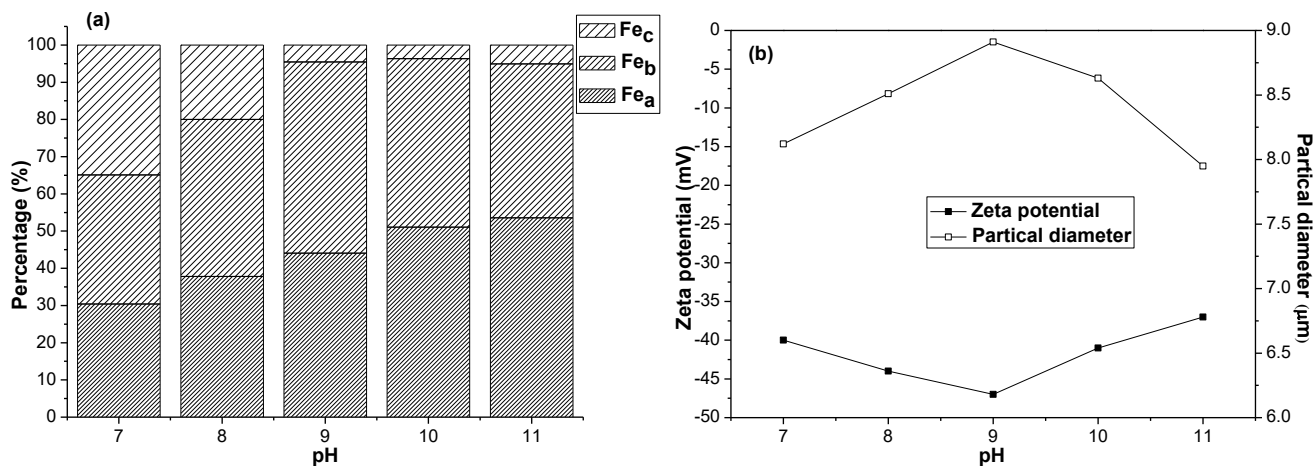 (a)
Fe_c
Fe_b
Fe_a
Percentage (%)
100
90
80
70
60
50
40
30
20
10
0
7 8 9 10 11
pH
(b)
Zeta potential (mV)
0
-5
-10
-15
-20
-25
-30
-35
-40
-45
-50
Zeta potential
Partical diameter
9.0
8.5
8.0
7.5
7.0
6.5
6.0
Partical diameter (μm)
7 8 9 10 11
pH